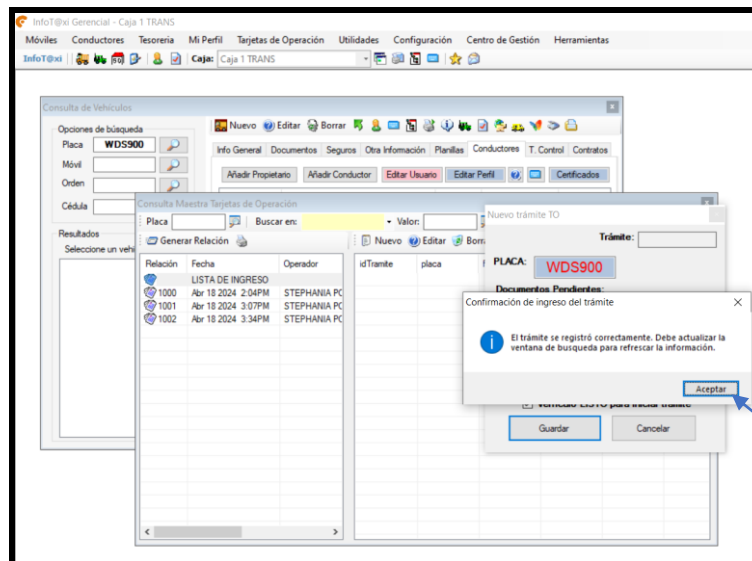 InfoT@xi Gerencial - Caja 1 TRANS
Móviles Conductores Tesoreria Mi Perfil Tarjetas de Operación Utilidades Configuración Centro de Gestión Herramientas
InfoT@xi Caja: Caja 1 TRANS
Consulta de Vehículos
Opciones de búsqueda
Placa WDS900
Móvil
Orden
Cédula
Resultados
Seleccione un vehi
Nuevo Editar Borrar
Info General Documentos Seguros Otra Información Planillas Conductores T. Control Contratos
Añadir Propietario Añadir Conductor Editar Usuario Editar Perfil Certificados
Consulta Maestra Tarjetas de Operación
Placa Buscar en: Valor:
Generar Relación
Nuevo Editar Borra
Relación Fecha Operador
LISTA DE INGRESO
1000 Abr 18 2024 2:04PM STEPHANIA PO
1001 Abr 18 2024 3:07PM STEPHANIA PO
1002 Abr 18 2024 3:34PM STEPHANIA PO
idTramite placa
Nuevo trámite TO
Trámite:
PLACA: WDS900
Documentos Pendientes:
Confirmación de ingreso del trámite
El trámite se registró correctamente. Debe actualizar la
ventana de busqueda para refrescar la información.
Aceptar
Vehículo LISTO para iniciar trámite
Guardar Cancelar